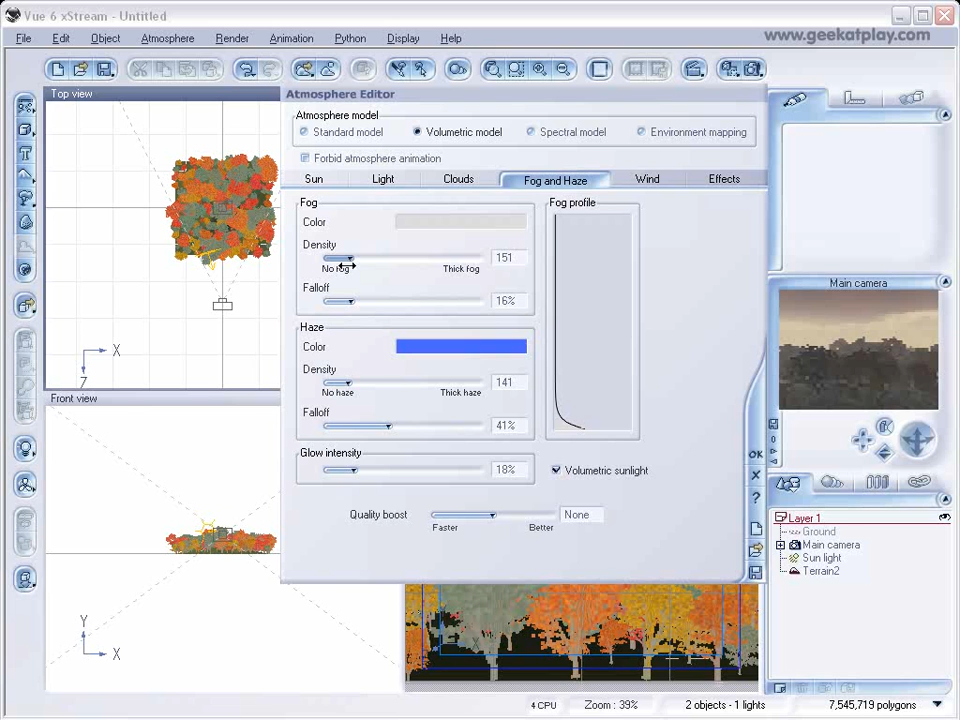 Vue 6 xStream - Untitled
File Edit Object Atmosphere Render Animation Python Display Help
www.geekatplay.com
Top view
X
Z
Front view
Y
X
Atmosphere Editor
Atmosphere model
Standard model Volumetric model Spectral model Environment mapping
Forbid atmosphere animation
Sun Light Clouds Fog and Haze Wind Effects
Fog
Color
Density
151
No fog Thick fog
Falloff
16%
Haze
Color
Density
141
No haze Thick haze
Falloff
41%
Glow intensity
18%
Fog profile
Volumetric sunlight
Quality boost None
Faster Better
OK
?
Main camera
Layer 1
Ground
Main camera
Sun light
Terrain2
4 CPU Zoom : 39% 2 objects - 1 lights 7,545,719 polygons